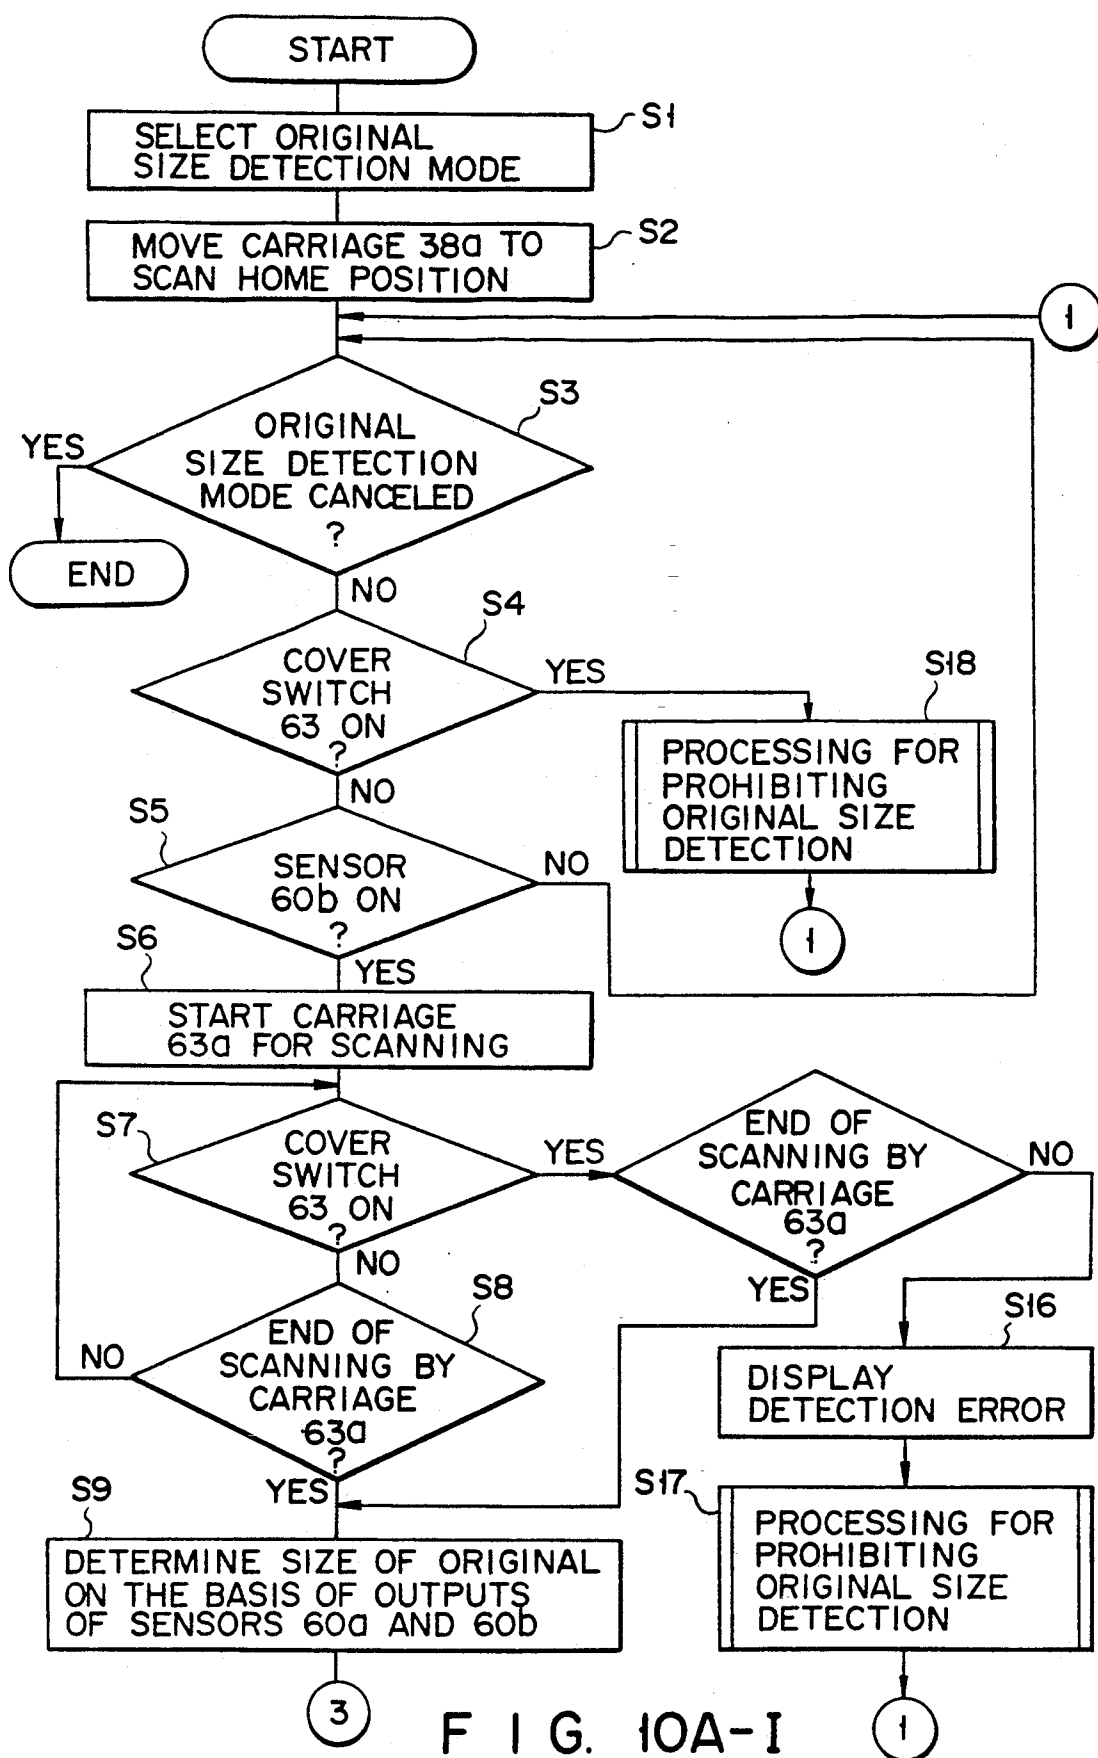 START
S1
SELECT ORIGINAL
SIZE DETECTION MODE
S2
MOVE CARRIAGE 38a TO
SCAN HOME POSITION
1
S3
YES
ORIGINAL
SIZE DETECTION
MODE CANCELED
?
END
NO
S4
COVER
SWITCH
63 ON
?
YES
S18
PROCESSING FOR
PROHIBITING
ORIGINAL SIZE
DETECTION
1
NO
S5
SENSOR
60b ON
?
NO
S6
YES
START CARRIAGE
63a FOR SCANNING
S7
COVER
SWITCH
63 ON
?
YES
END OF
SCANNING BY
CARRIAGE
63a
?
NO
YES
NO
S8
END OF
SCANNING BY
CARRIAGE
63a
?
NO
YES
S16
DISPLAY
DETECTION ERROR
S17
PROCESSING FOR
PROHIBITING
ORIGINAL SIZE
DETECTION
1
S9
DETERMINE SIZE OF ORIGINAL
ON THE BASIS OF OUTPUTS
OF SENSORS 60a AND 60b
3
FIG. 10A-I